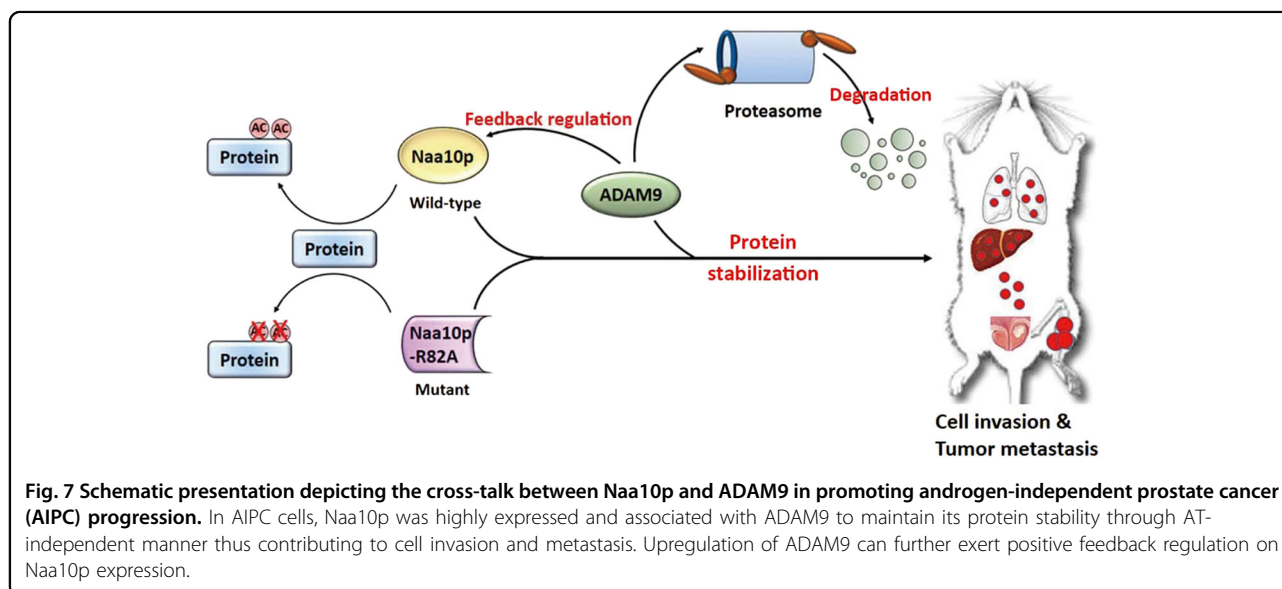 Proteasome
Degradation
Feedback regulation
AC AC
Protein
Naa10p
Wild-type
ADAM9
Protein
Protein
stabilization
AC AC
Protein
Naa10p
-R82A
Mutant
Cell invasion &
Tumor metastasis
Fig. 7 Schematic presentation depicting the cross-talk between Naa10p and ADAM9 in promoting androgen-independent prostate cancer
(AIPC) progression. In AIPC cells, Naa10p was highly expressed and associated with ADAM9 to maintain its protein stability through AT-
independent manner thus contributing to cell invasion and metastasis. Upregulation of ADAM9 can further exert positive feedback regulation on
Naa10p expression.